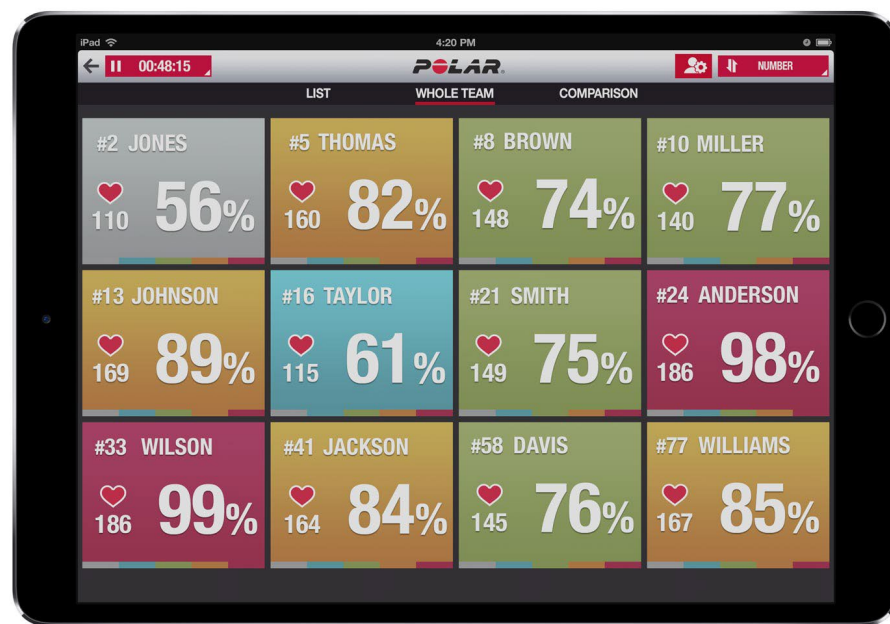 iPad 4:20 PM
00:48:15 POLAR. NUMBER
LIST WHOLE TEAM COMPARISON
#2 JONES
110 56%
#5 THOMAS
160 82%
#8 BROWN
148 74%
#10 MILLER
140 77%
#13 JOHNSON
169 89%
#16 TAYLOR
115 61%
#21 SMITH
149 75%
#24 ANDERSON
186 98%
#33 WILSON
186 99%
#41 JACKSON
164 84%
#58 DAVIS
145 76%
#77 WILLIAMS
167 85%